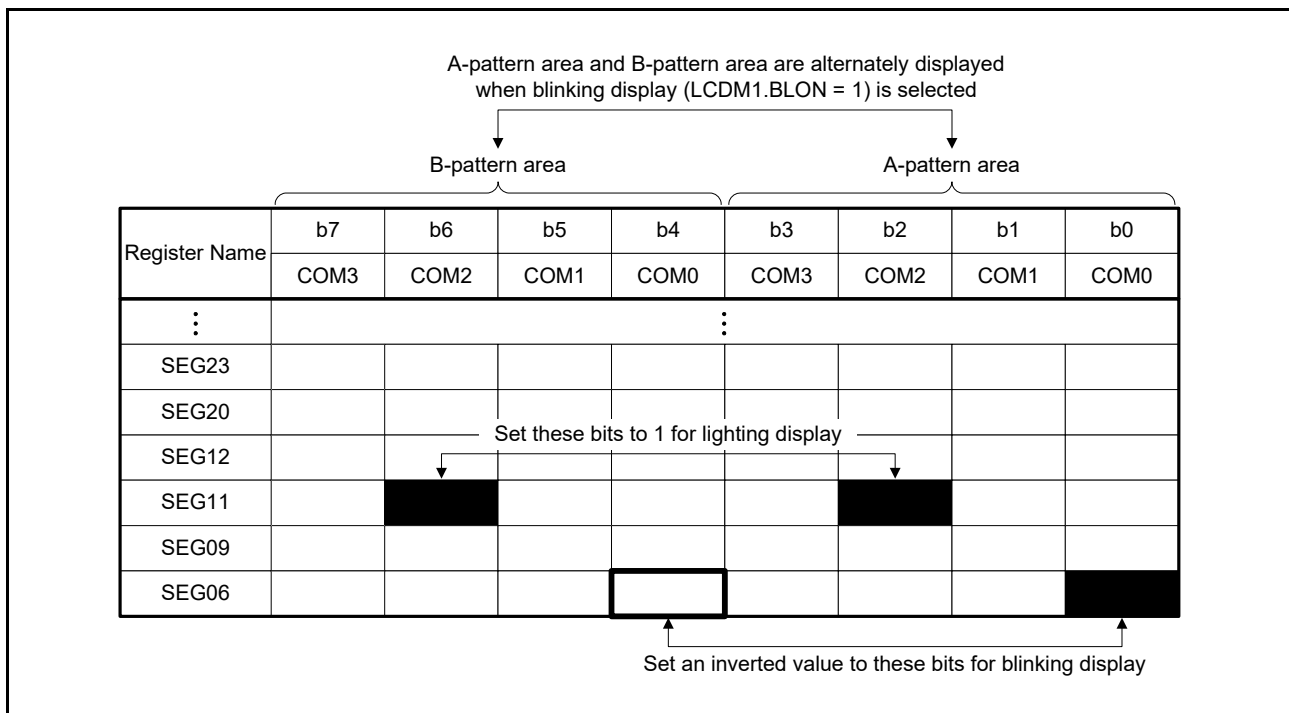 A-pattern area and B-pattern area are alternately displayed
when blinking display (LCDM1.BLON = 1) is selected
B-pattern area A-pattern area
Register Name b7 b6 b5 b4 b3 b2 b1 b0
COM3 COM2 COM1 COM0 COM3 COM2 COM1 COM0
⋮ ⋮
SEG23
SEG20
Set these bits to 1 for lighting display
SEG12
SEG11
SEG09
SEG06
Set an inverted value to these bits for blinking display